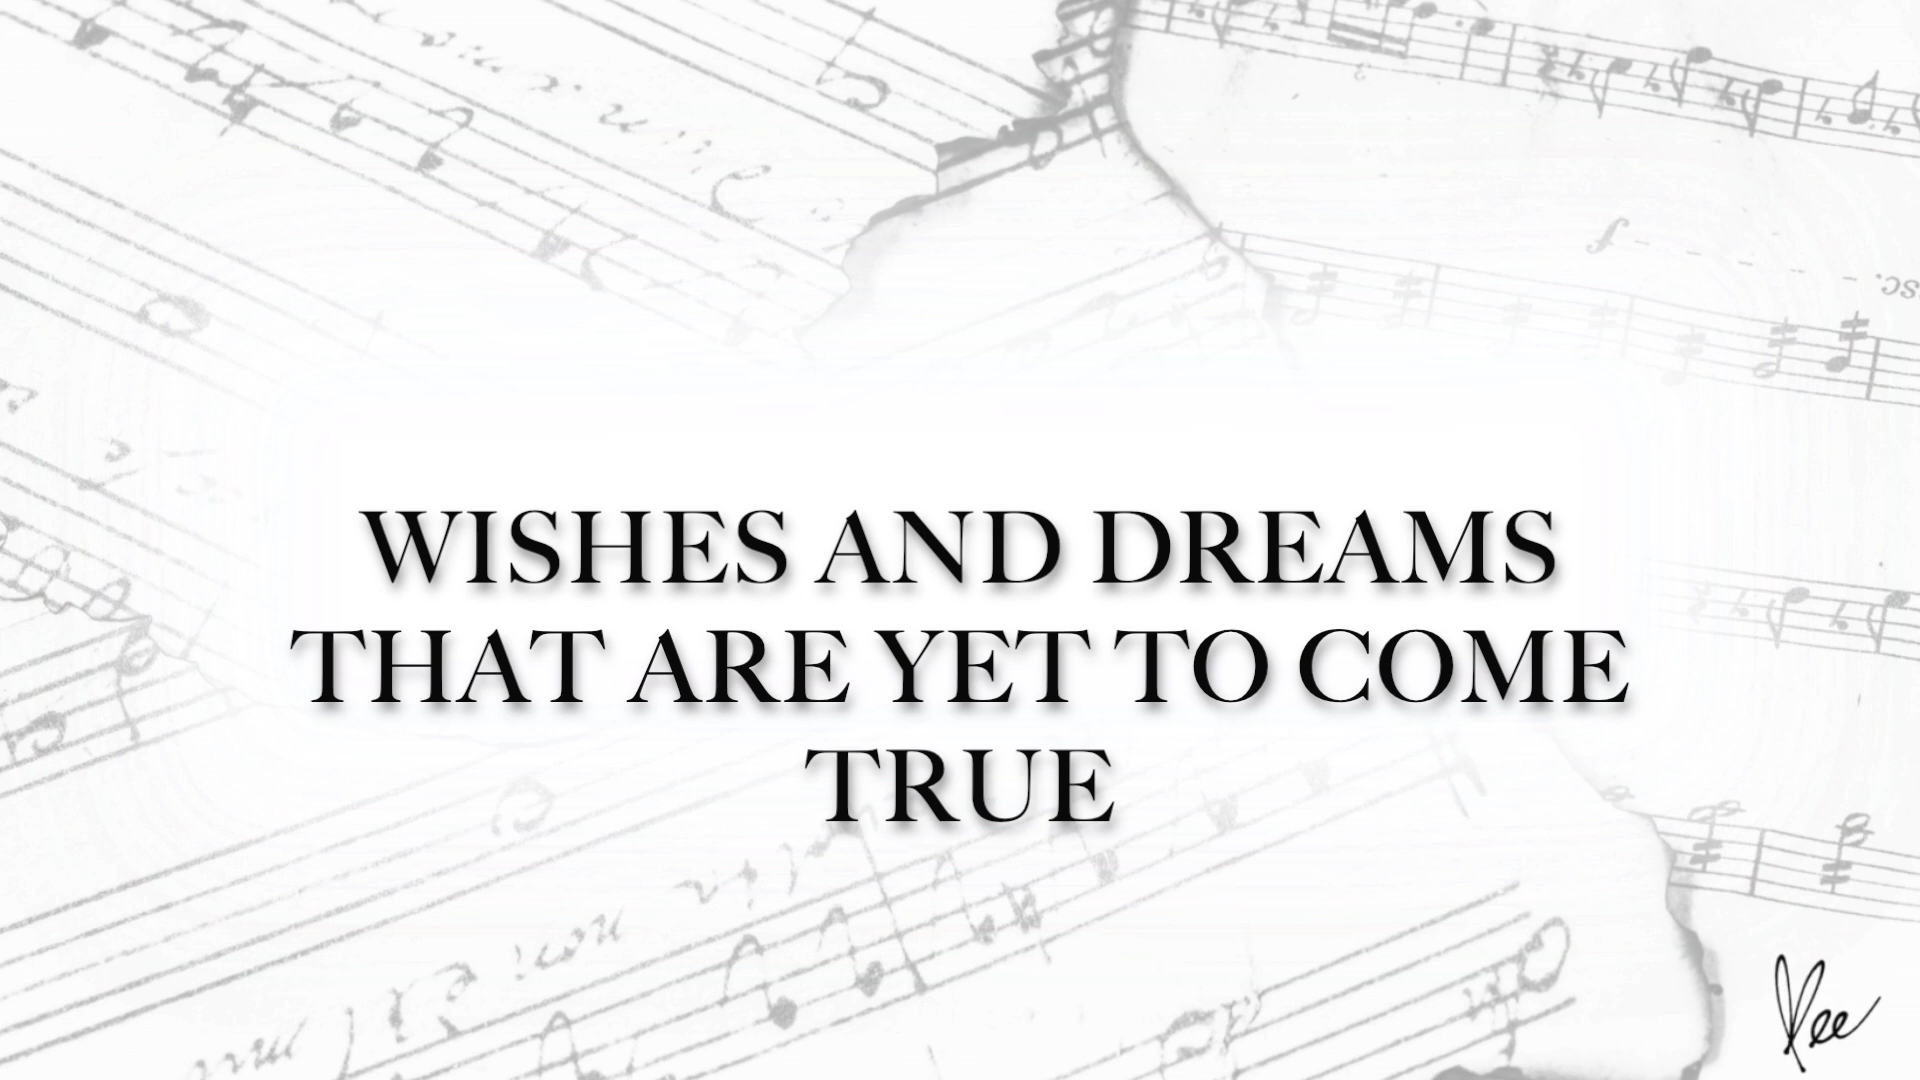 WISHES AND DREAMS
THAT ARE YET TO COME
TRUE